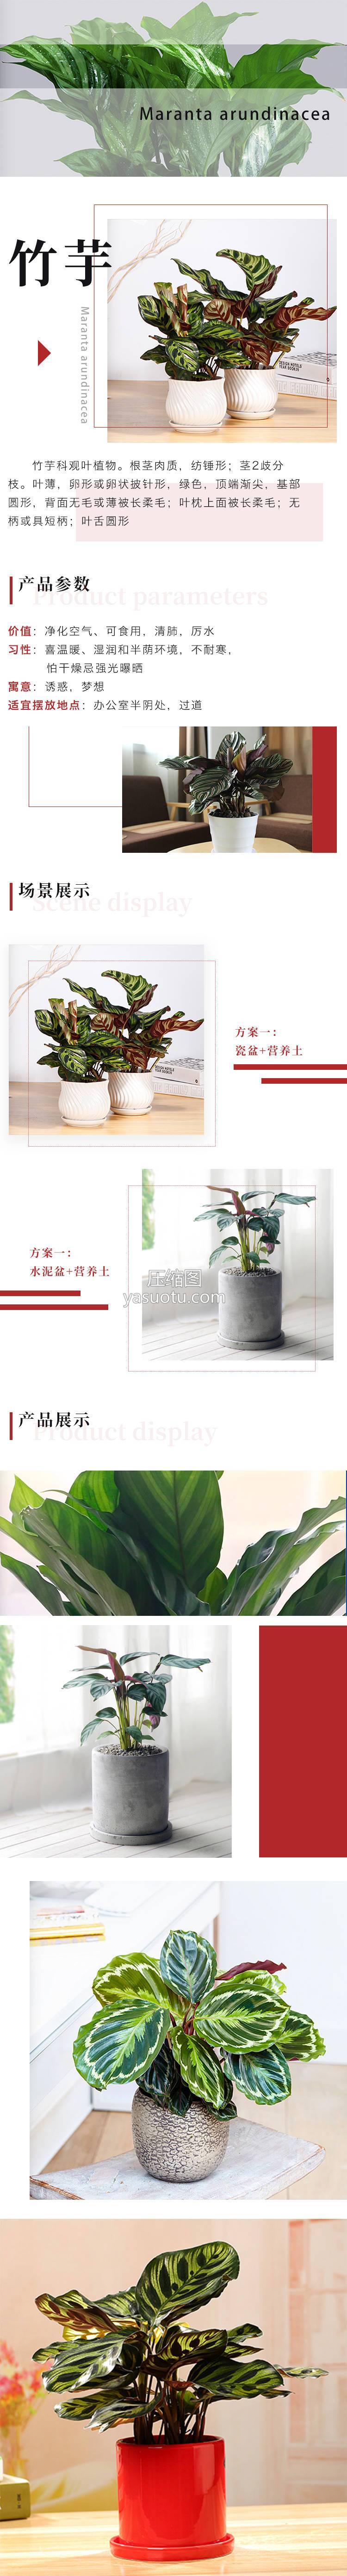 Maranta arundinacea
竹芋
Maranta arundinacea
竹芋科观叶植物。根茎肉质，纺锤形；茎2歧分
枝。叶薄，卵形或卵状披针形，绿色，顶端渐尖，基部
圆形，背面无毛或薄被长柔毛；叶枕上面被长柔毛；无
柄或具短柄；叶舌圆形
产品参数
Product parameters
价值：净化空气、可食用，清肺，厉水
习性：喜温暖、湿润和半荫环境，不耐寒，
怕干燥忌强光曝晒
寓意：诱惑，梦想
适宜摆放地点：办公室半阴处，过道
场景展示
Scene display
方案一：
瓷盆+营养土
方案一：
水泥盆+营养土
压缩图
yasuotu.com
产品展示
Product display